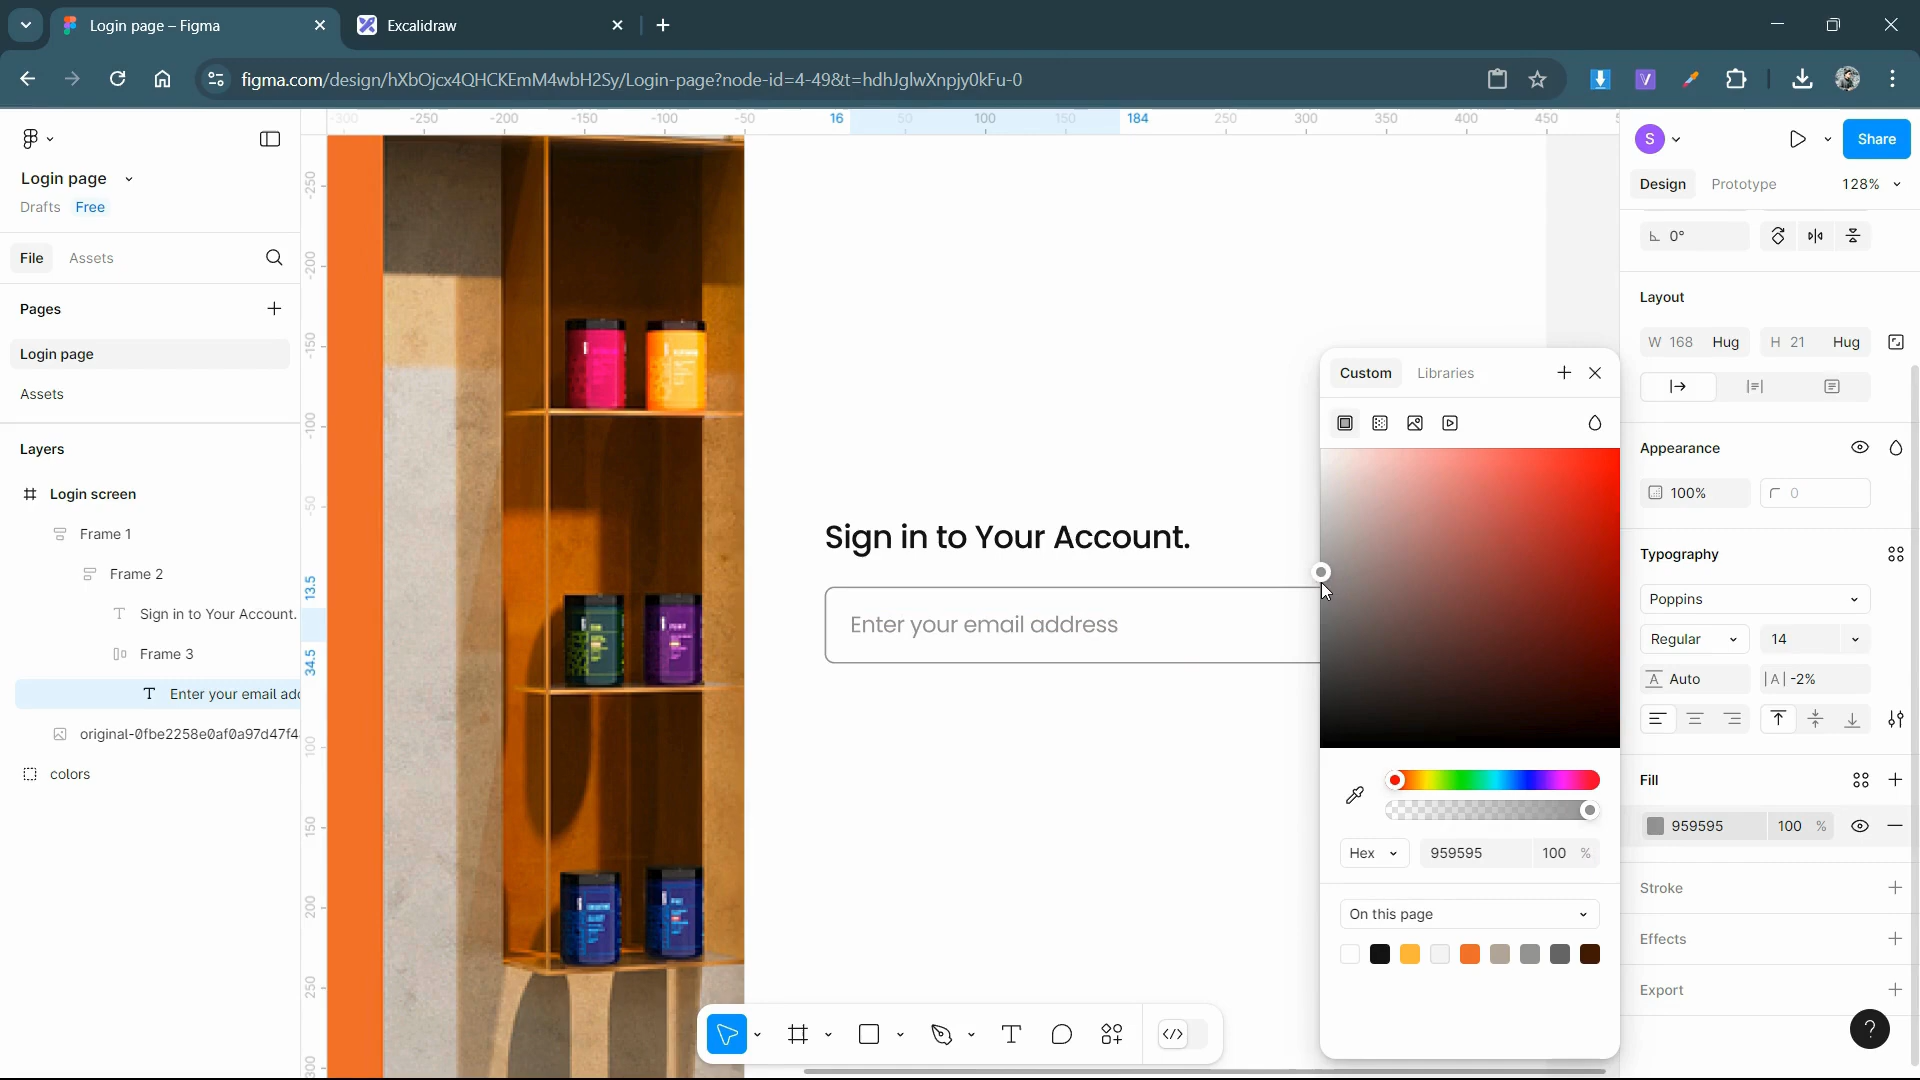 Login page – Figma
Excalidraw
figma.com/design/hXbOjcx4QHCKEmM4wbH2Sy/Login-page?node-id=4-49&t=hdhJglwXnpjy0kFu-0
-300 -250 -200 -150 -100 -50 16 50 100 150 184 250 300 350 400 450
Login page
Drafts Free
File Assets
Pages
Login page
Assets
Layers
Login screen
Frame 1
Frame 2
Sign in to Your Account.
Frame 3
Enter your email adc
original-0fbe2258e0af0a97d47f4
colors
-250
-200
-150
-100
-50
13.5
34.5
100
150
200
250
300
Sign in to Your Account.
Enter your email address
Custom Libraries
Hex 959595 100 %
On this page
S
Share
Design Prototype 128%
0°
Layout
W 168 Hug H 21 Hug
Appearance
100% 0
Typography
Poppins
Regular 14
A Auto |A| -2%
Fill
959595 100 %
Stroke
Effects
Export
?